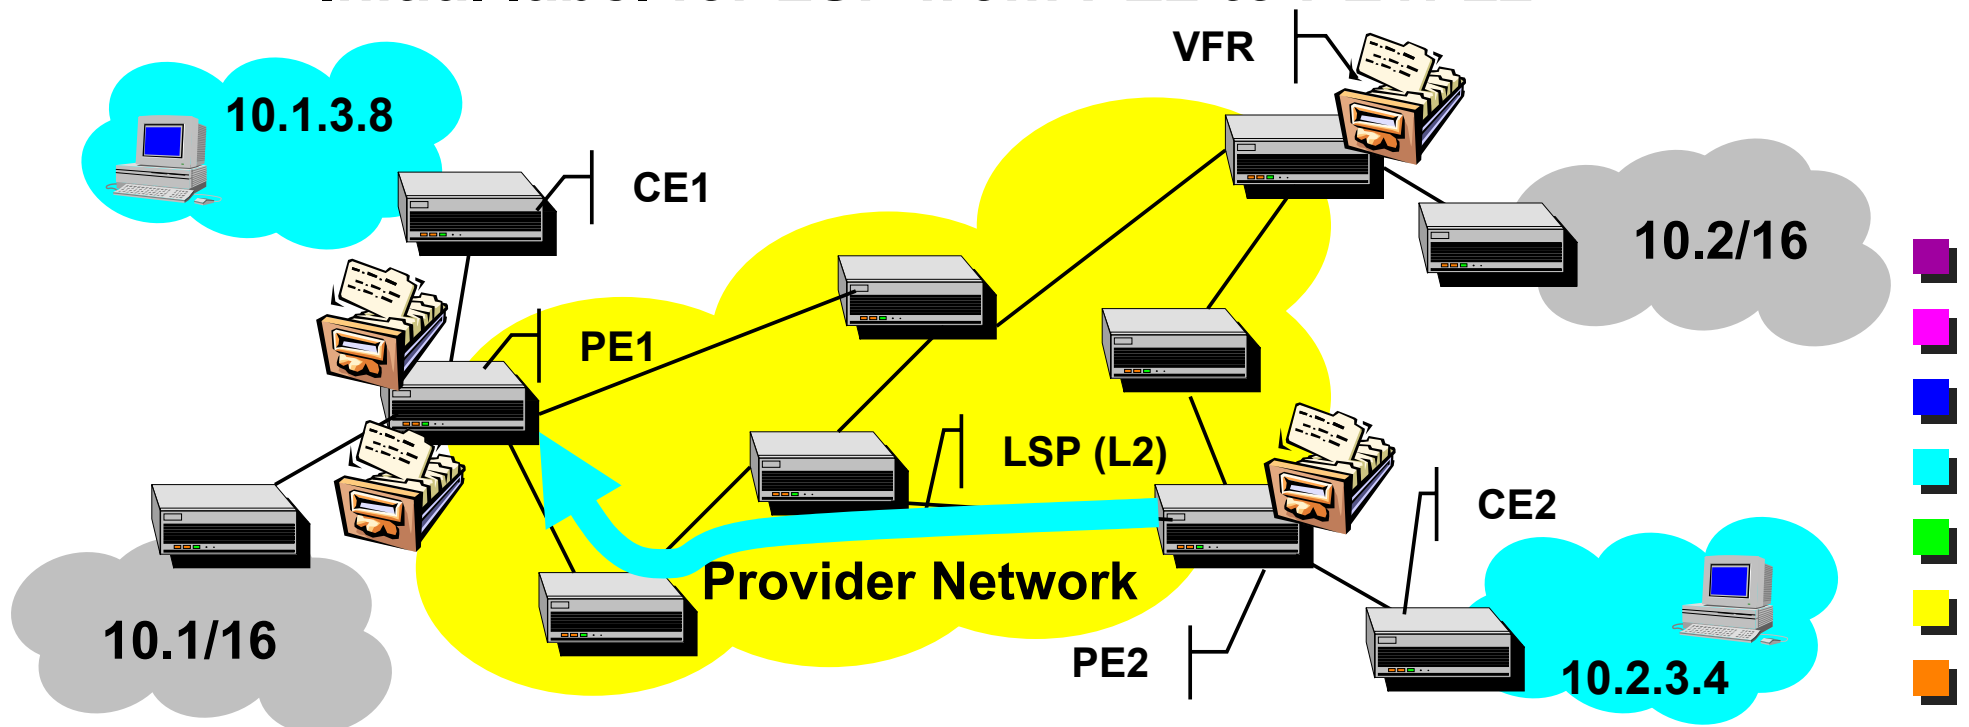 VFR
10.1.3.8
CE1
10.2/16
PE1
LSP (L2)
CE2
Provider Network
10.1/16
PE2
10.2.3.4